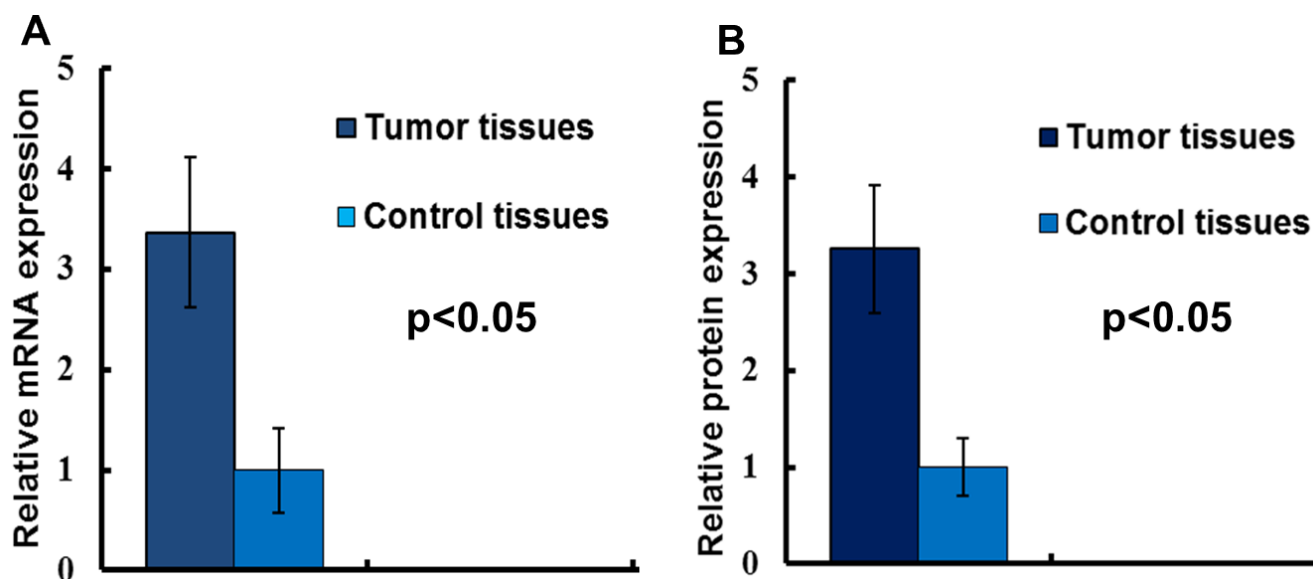 A
Relative mRNA expression
5
4
3
2
1
0
Tumor tissues
Control tissues
p<0.05
B
Relative protein expression
5
4
3
2
1
0
Tumor tissues
Control tissues
p<0.05